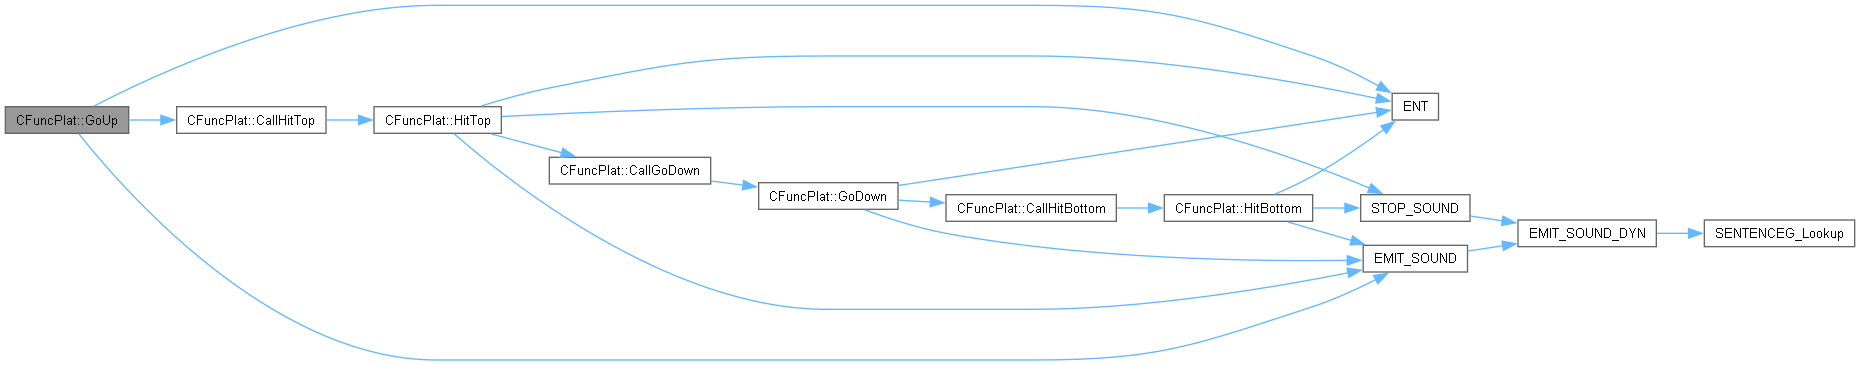 CFuncPlat::GoUp
CFuncPlat::CallHitTop
CFuncPlat::HitTop
CFuncPlat::CallGoDown
CFuncPlat::GoDown
CFuncPlat::CallHitBottom
CFuncPlat::HitBottom
ENT
STOP_SOUND
EMIT_SOUND
EMIT_SOUND_DYN
SENTENCEG_Lookup